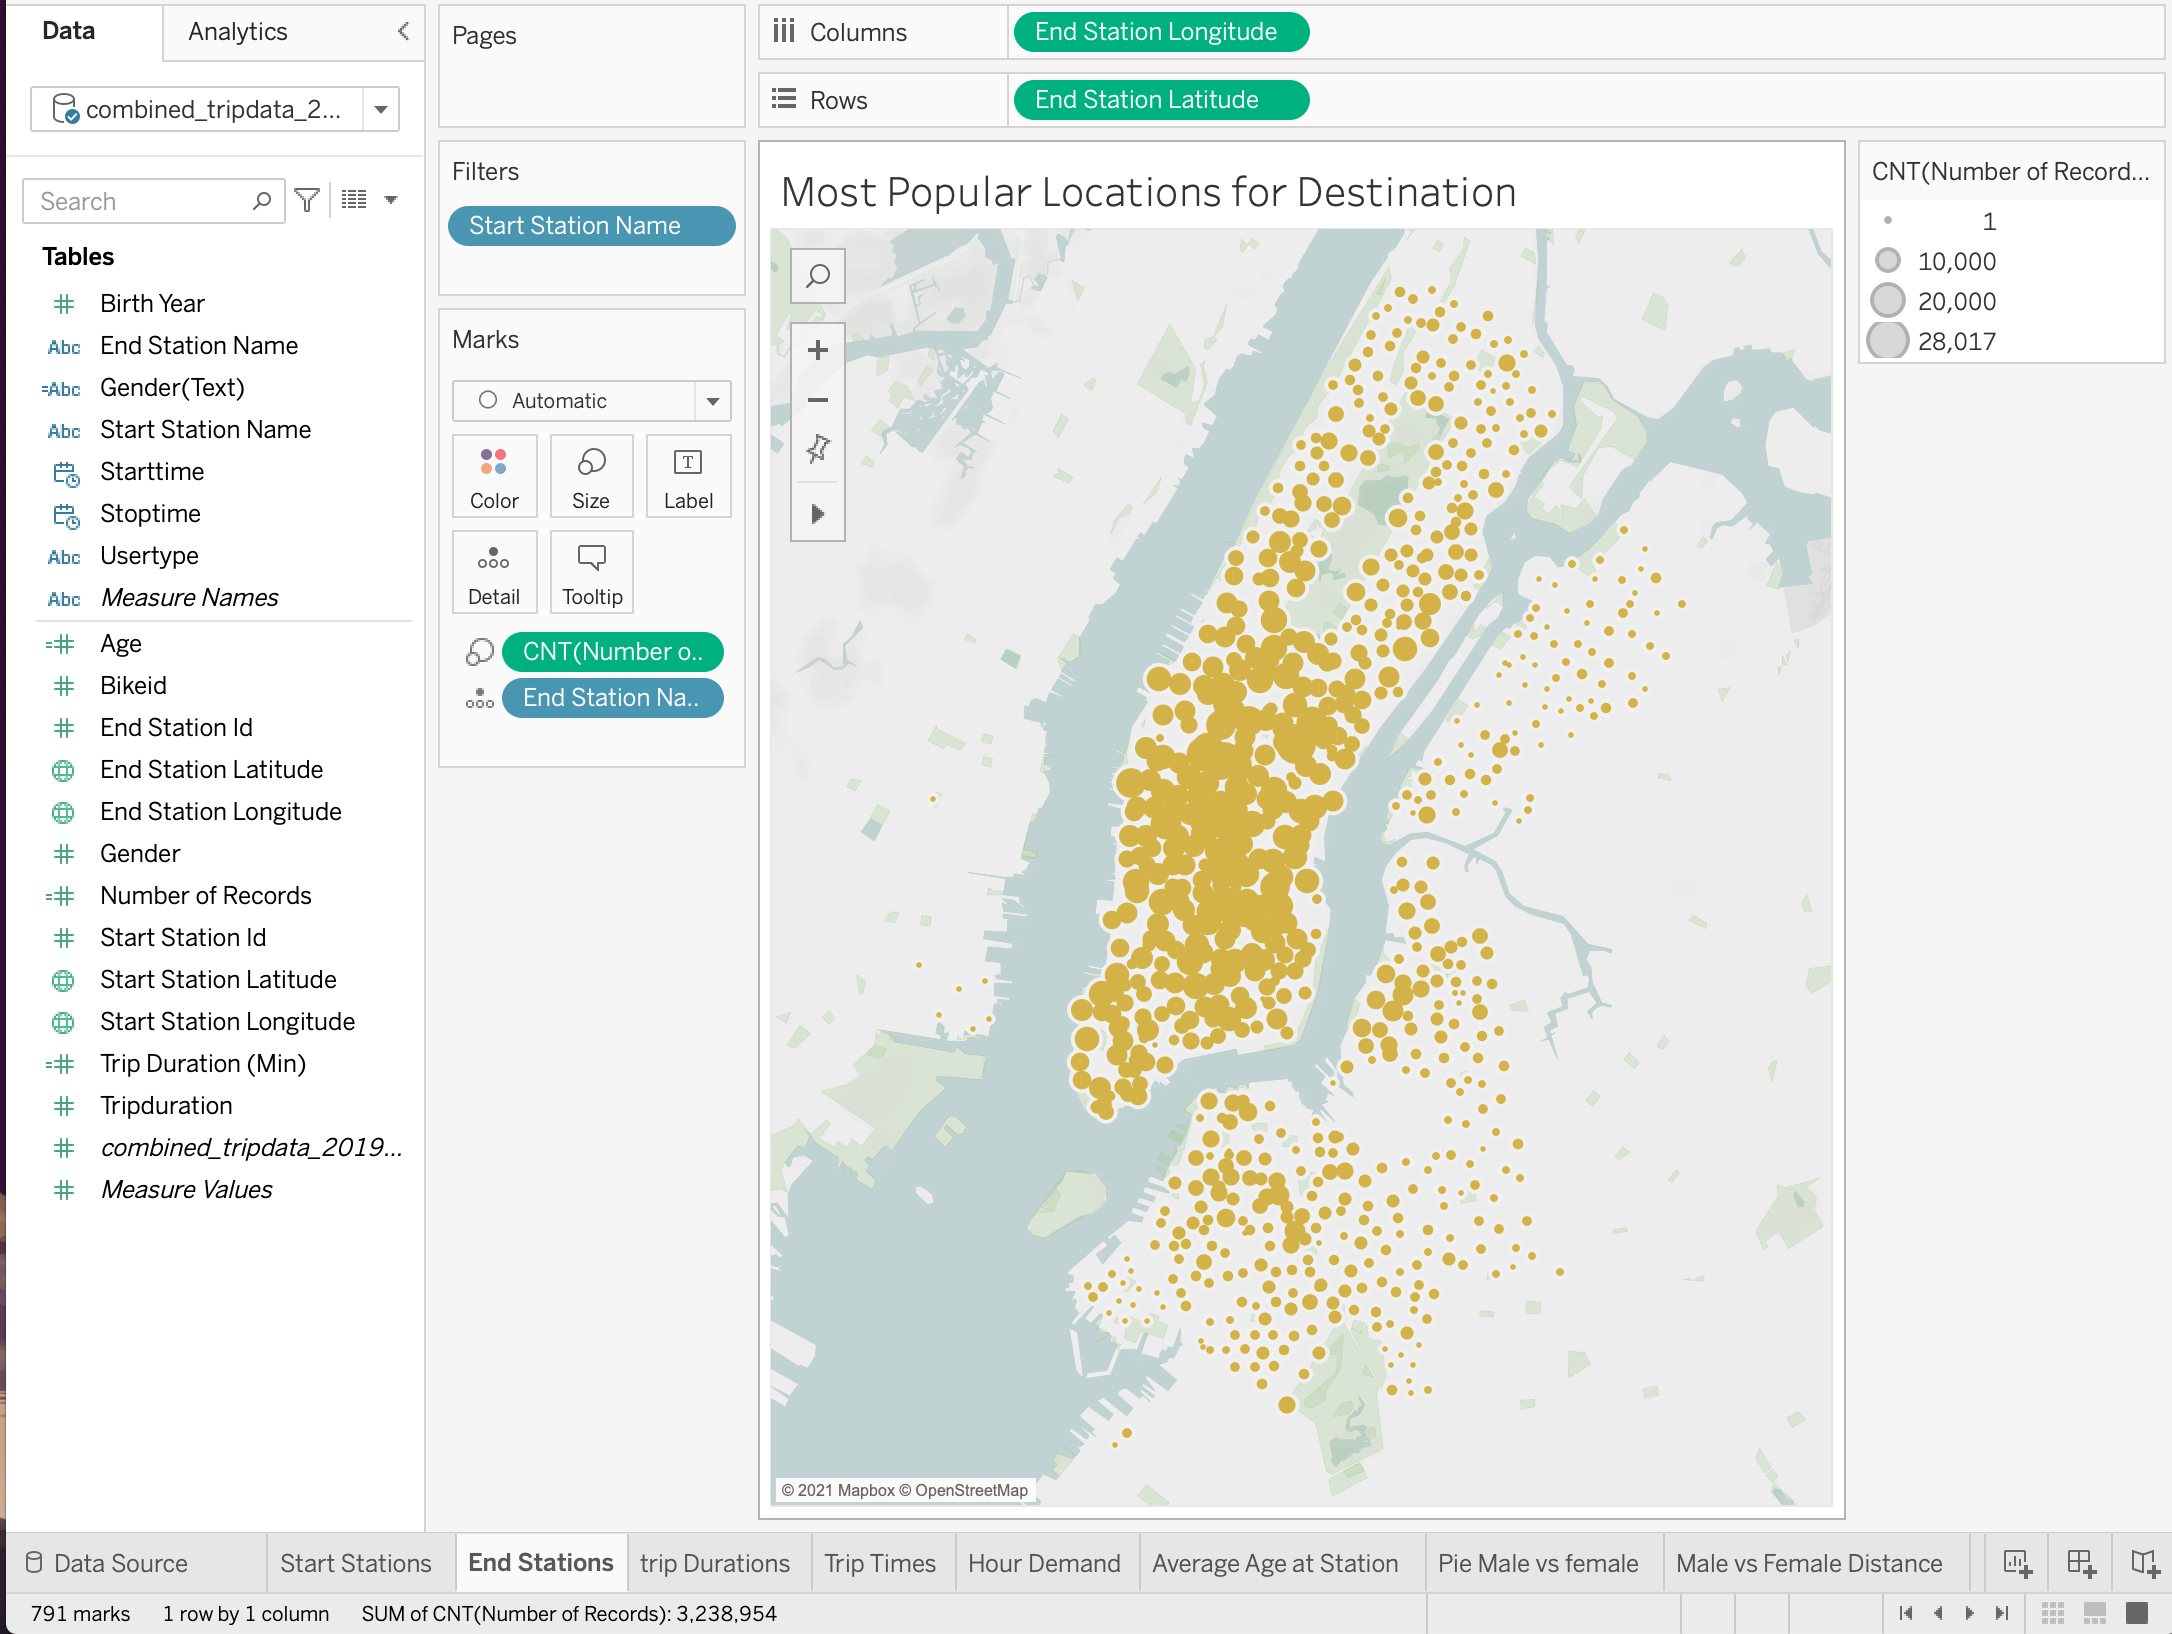 Data
Analytics
combined_tripdata_2...
Search
Tables
Birth Year
Abc End Station Name
=Abc Gender(Text)
Abc Start Station Name
Starttime
Stoptime
Abc Usertype
Abc Measure Names
Age
Bikeid
End Station Id
End Station Latitude
End Station Longitude
Gender
Number of Records
Start Station Id
Start Station Latitude
Start Station Longitude
Trip Duration (Min)
Tripduration
combined_tripdata_2019...
Measure Values
Pages
Filters
Start Station Name
Marks
Automatic
Color
Size
T
Label
Detail
Tooltip
CNT(Number o..
End Station Na..
Columns
End Station Longitude
Rows
End Station Latitude
Most Popular Locations for Destination
© 2021 Mapbox © OpenStreetMap
CNT(Number of Record...
1
10,000
20,000
28,017
Data Source
Start Stations
End Stations
trip Durations
Trip Times
Hour Demand
Average Age at Station
Pie Male vs female
Male vs Female Distance
791 marks
1 row by 1 column
SUM of CNT(Number of Records): 3,238,954